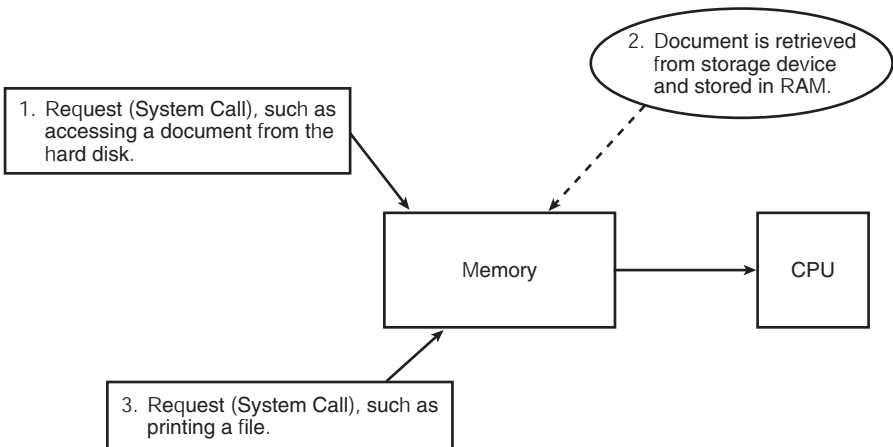 1. Request (System Call), such as
accessing a document from the
hard disk.
2. Document is retrieved
from storage device
and stored in RAM.
Memory
CPU
3. Request (System Call), such as
printing a file.